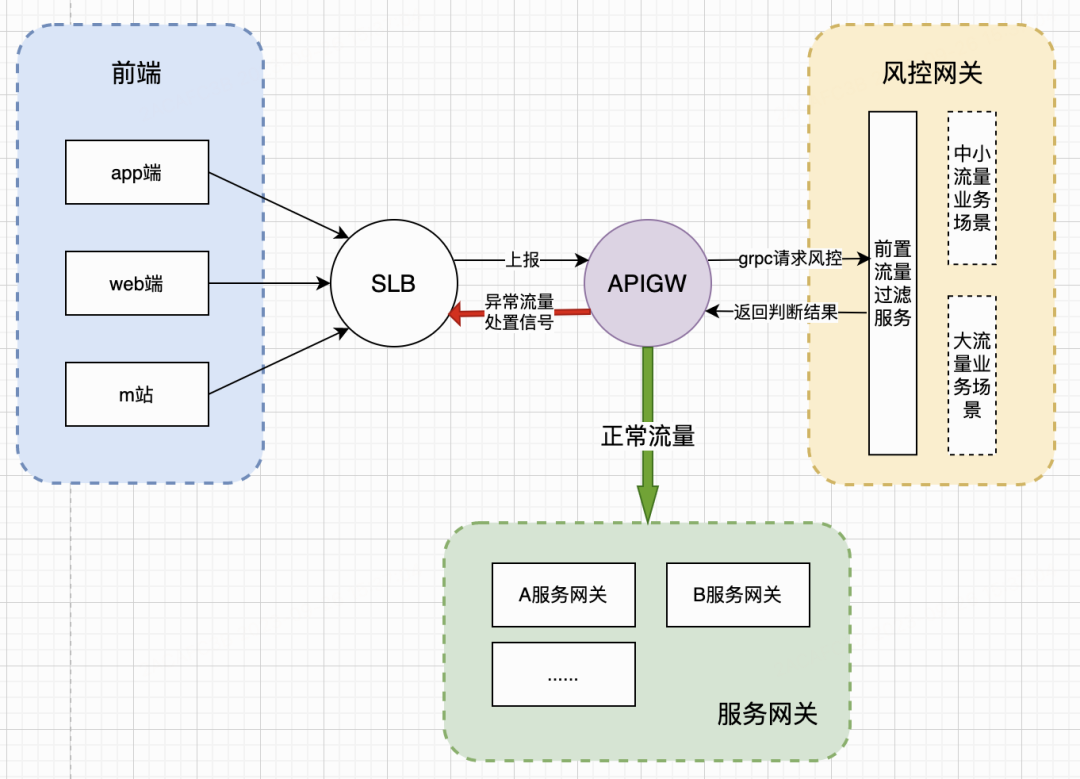 前端
app端
web端
m站
SLB
上报
异常流量
处置信号
APIGW
grpc请求风控
返回判断结果
正常流量
风控网关
前置
流量
过滤
服务
中小
流量
业务
场景
大流
量业
务场
景
A服务网关
B服务网关
......
服务网关